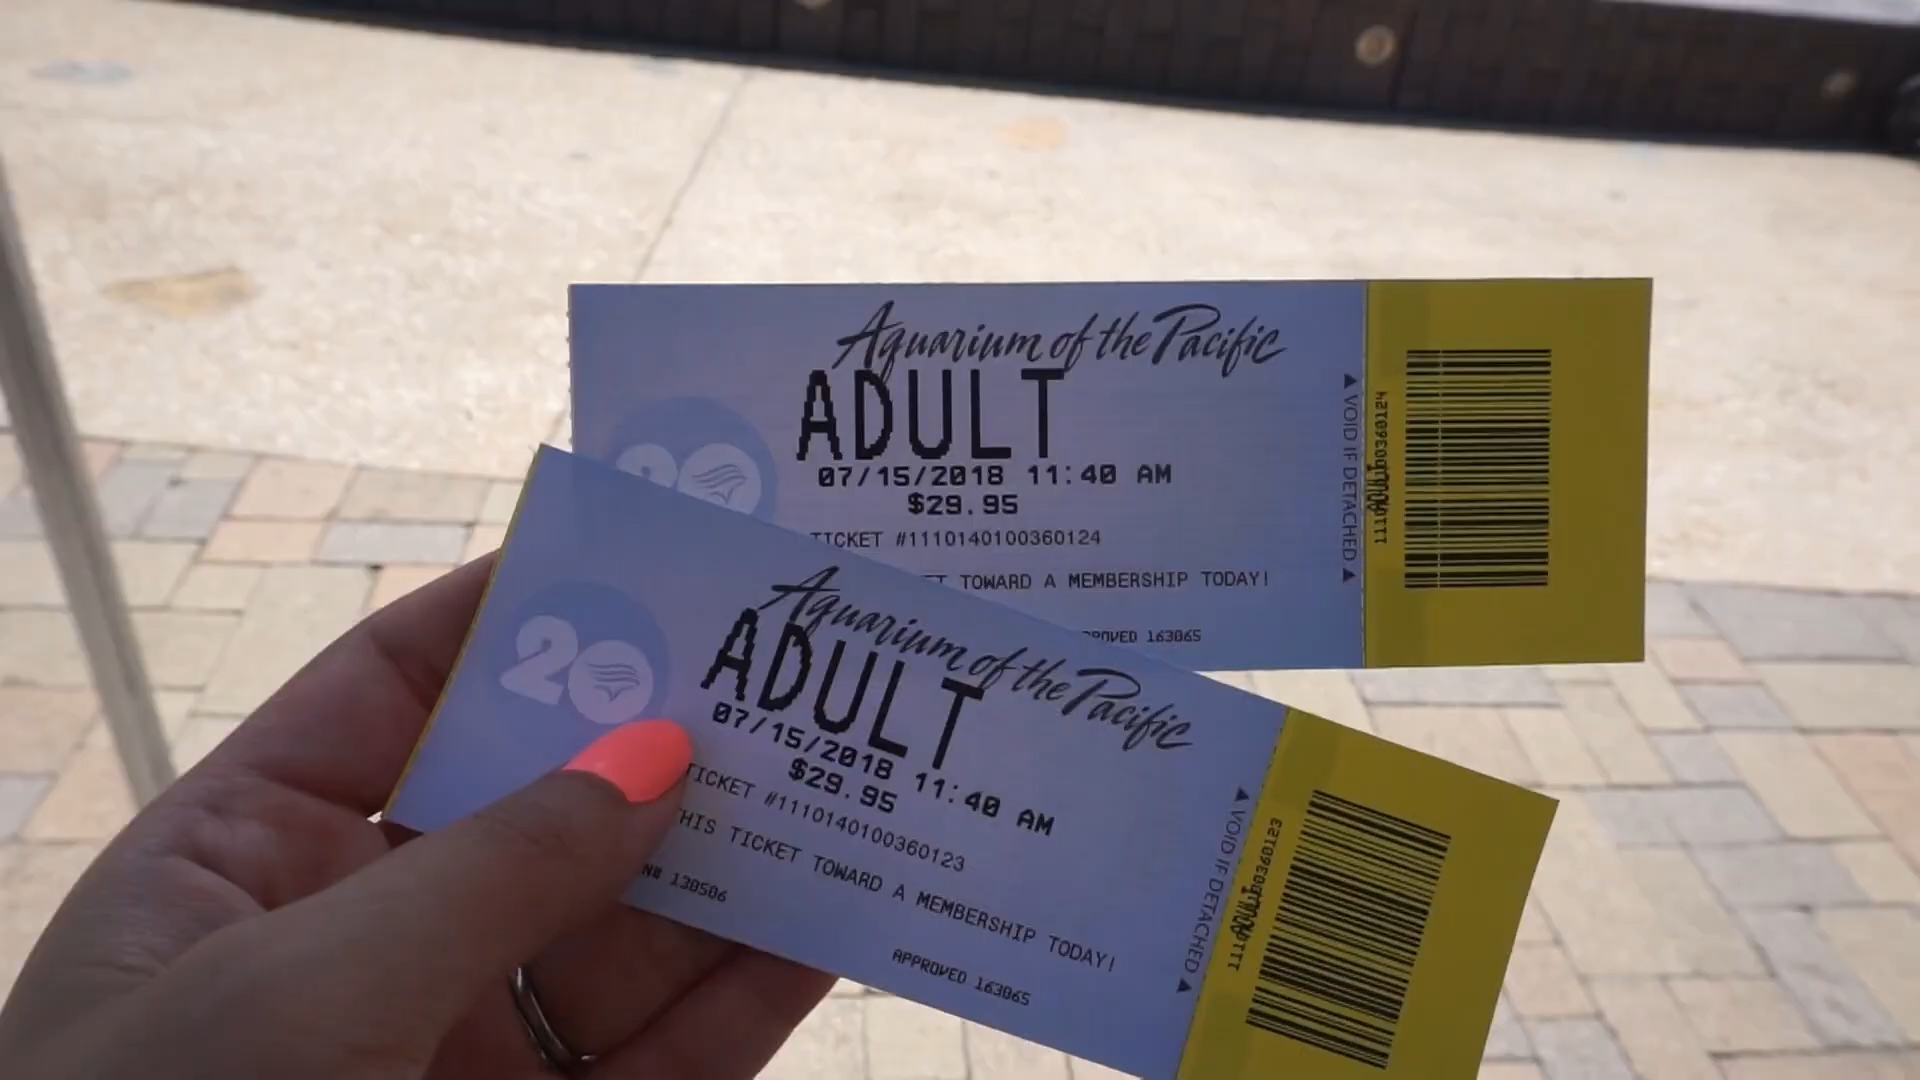 Aquarium of the Pacific
ADULT
07/15/2018 11:40 AM
$29.95
TICKET #1110140100360124
TOWARD A MEMBERSHIP TODAY!
163065
VOID IF DETACHED
20
Aquarium of the Pacific
ADULT
07/15/2018 11:40 AM
$29.95
TICKET #1110140100360123
THIS TICKET TOWARD A MEMBERSHIP TODAY!
130506
APPROVED 163065
VOID IF DETACHED